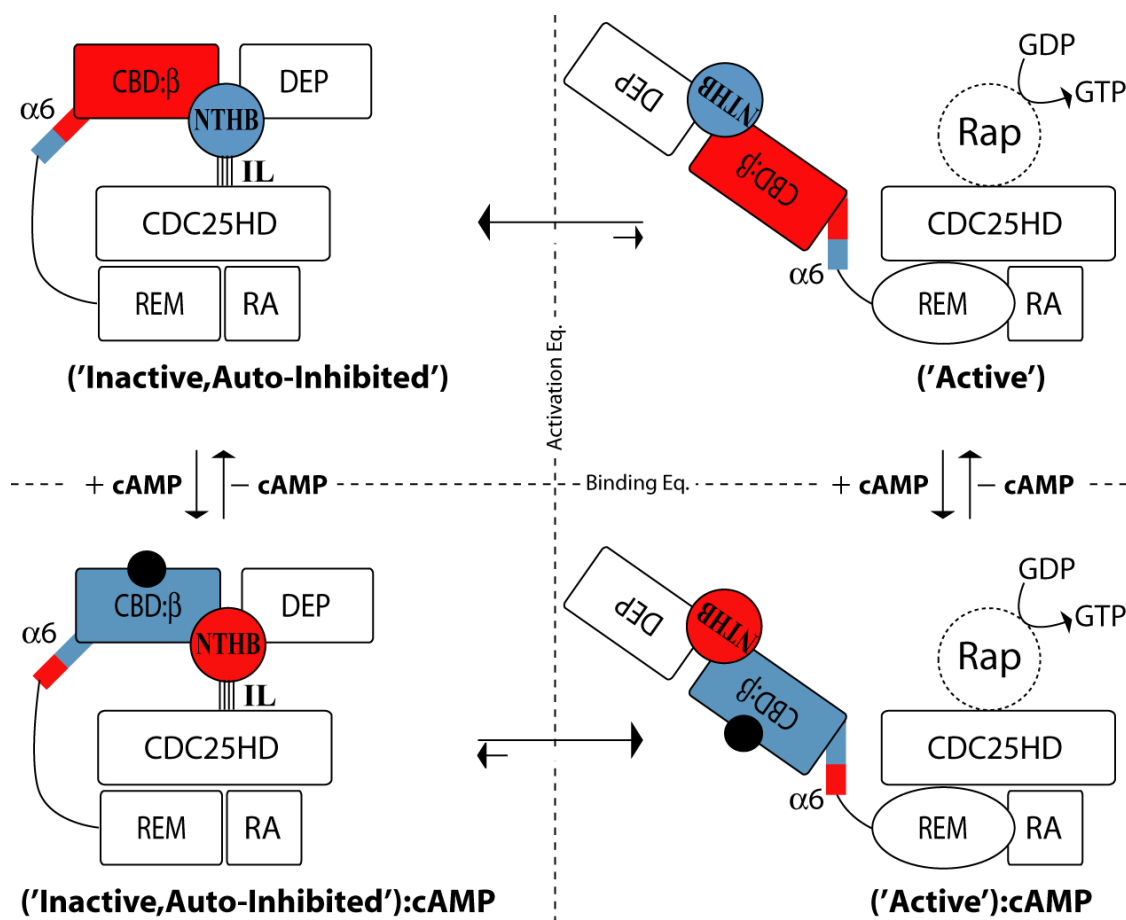 CBD:β
DEP
α6
NTHB
IL
CDC25HD
REM
RA
('Inactive,Auto-Inhibited')
DEP
NTHB
CBD:β
α6
GDP
GTP
Rap
CDC25HD
REM
RA
('Active')
Activation Eq.
+ cAMP
– cAMP
Binding Eq.
+ cAMP
– cAMP
CBD:β
DEP
α6
NTHB
IL
CDC25HD
REM
RA
('Inactive,Auto-Inhibited'):cAMP
DEP
NTHB
CBD:β
α6
GDP
GTP
Rap
CDC25HD
REM
RA
('Active'):cAMP